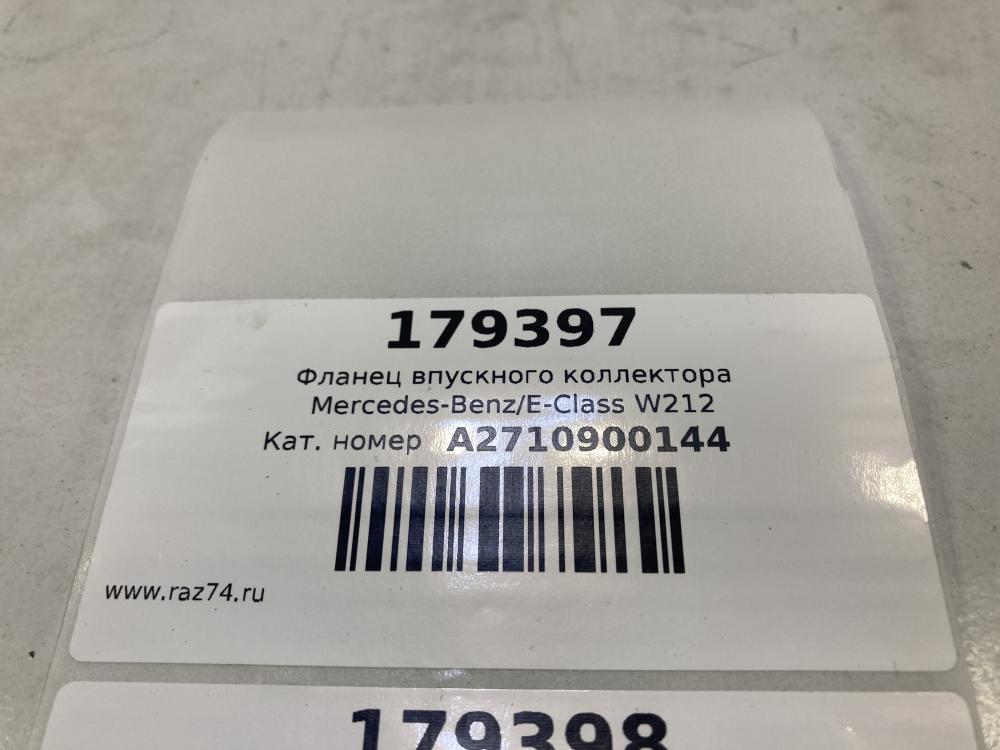 179397
Фланец впускного коллектора
Mercedes-Benz/E-Class W212
Кат. номер A2710900144
www.raz74.ru
179398